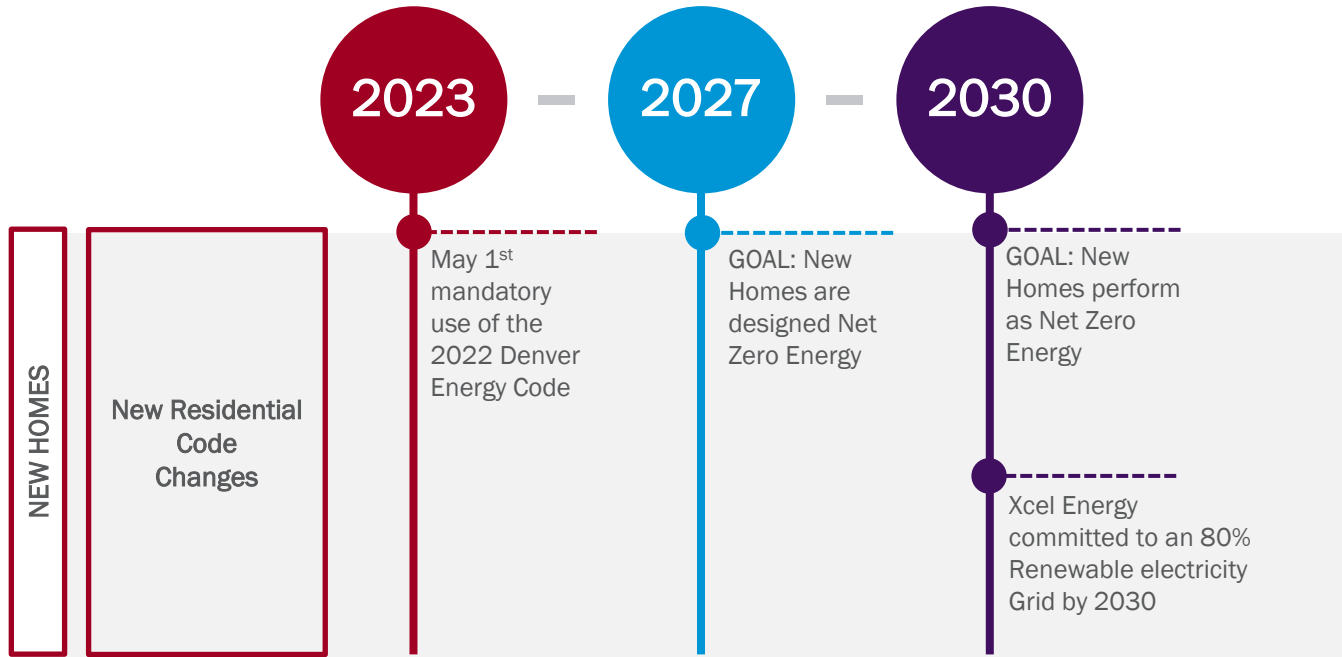 2023
2027
2030
NEW HOMES
New Residential
Code
Changes
May 1st
mandatory
use of the
2022 Denver
Energy Code
GOAL: New
Homes are
designed Net
Zero Energy
GOAL: New
Homes perform
as Net Zero
Energy
Xcel Energy
committed to an 80%
Renewable electricity
Grid by 2030